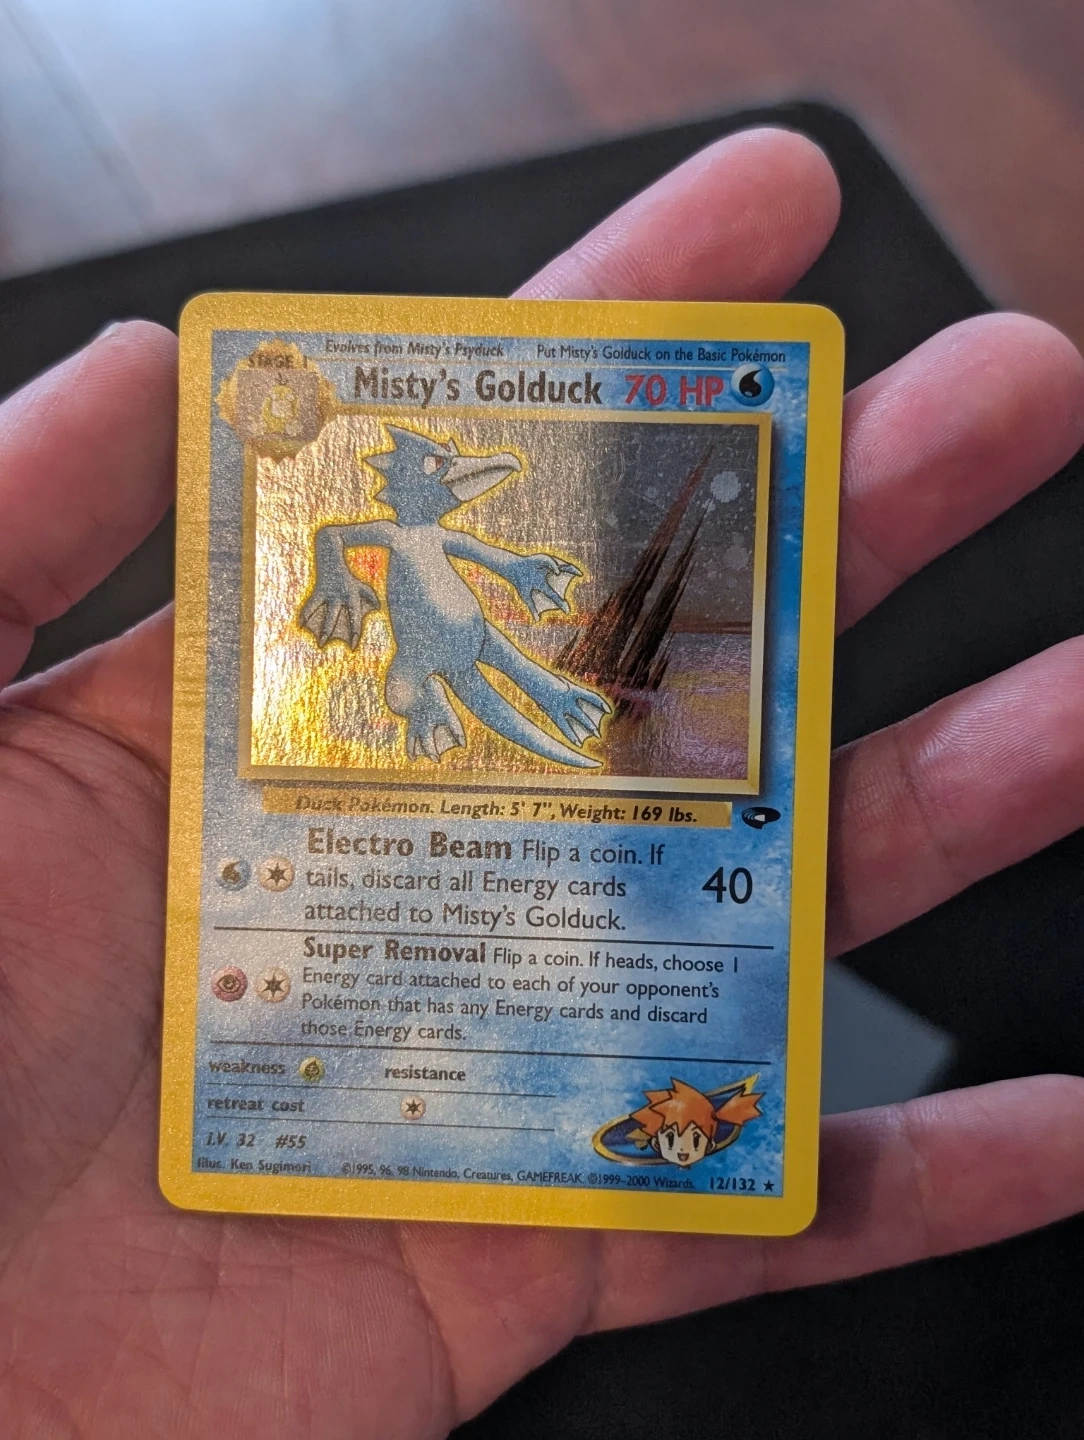 STAGE 1
Evolves from Misty's Psyduck Put Misty's Golduck on the Basic Pokémon
Misty's Golduck 70 HP
Duck Pokémon. Length: 5' 7", Weight: 169 lbs.
Electro Beam Flip a coin. If
tails, discard all Energy cards
attached to Misty's Golduck.
40
Super Removal Flip a coin. If heads, choose 1
Energy card attached to each of your opponent's
Pokémon that has any Energy cards and discard
those Energy cards.
weakness resistance
retreat cost
LV. 32 #55
Illus. Ken Sugimori ©1995, 96, 98 Nintendo, Creatures, GAMEFREAK. ©1999-2000 Wizards. 12/132 ★